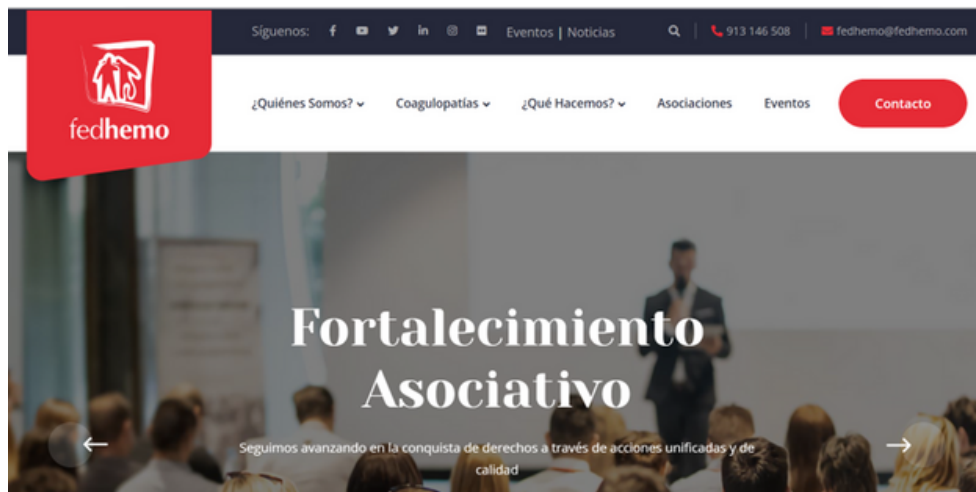 Síguenos:
Eventos | Noticias
913 146 508
fedhemo@fedhemo.com
fedhemo
¿Quiénes Somos?
Coagulopatías
¿Qué Hacemos?
Asociaciones
Eventos
Contacto
Fortalecimiento
Asociativo
Seguimos avanzando en la conquista de derechos a través de acciones unificadas y de
calidad